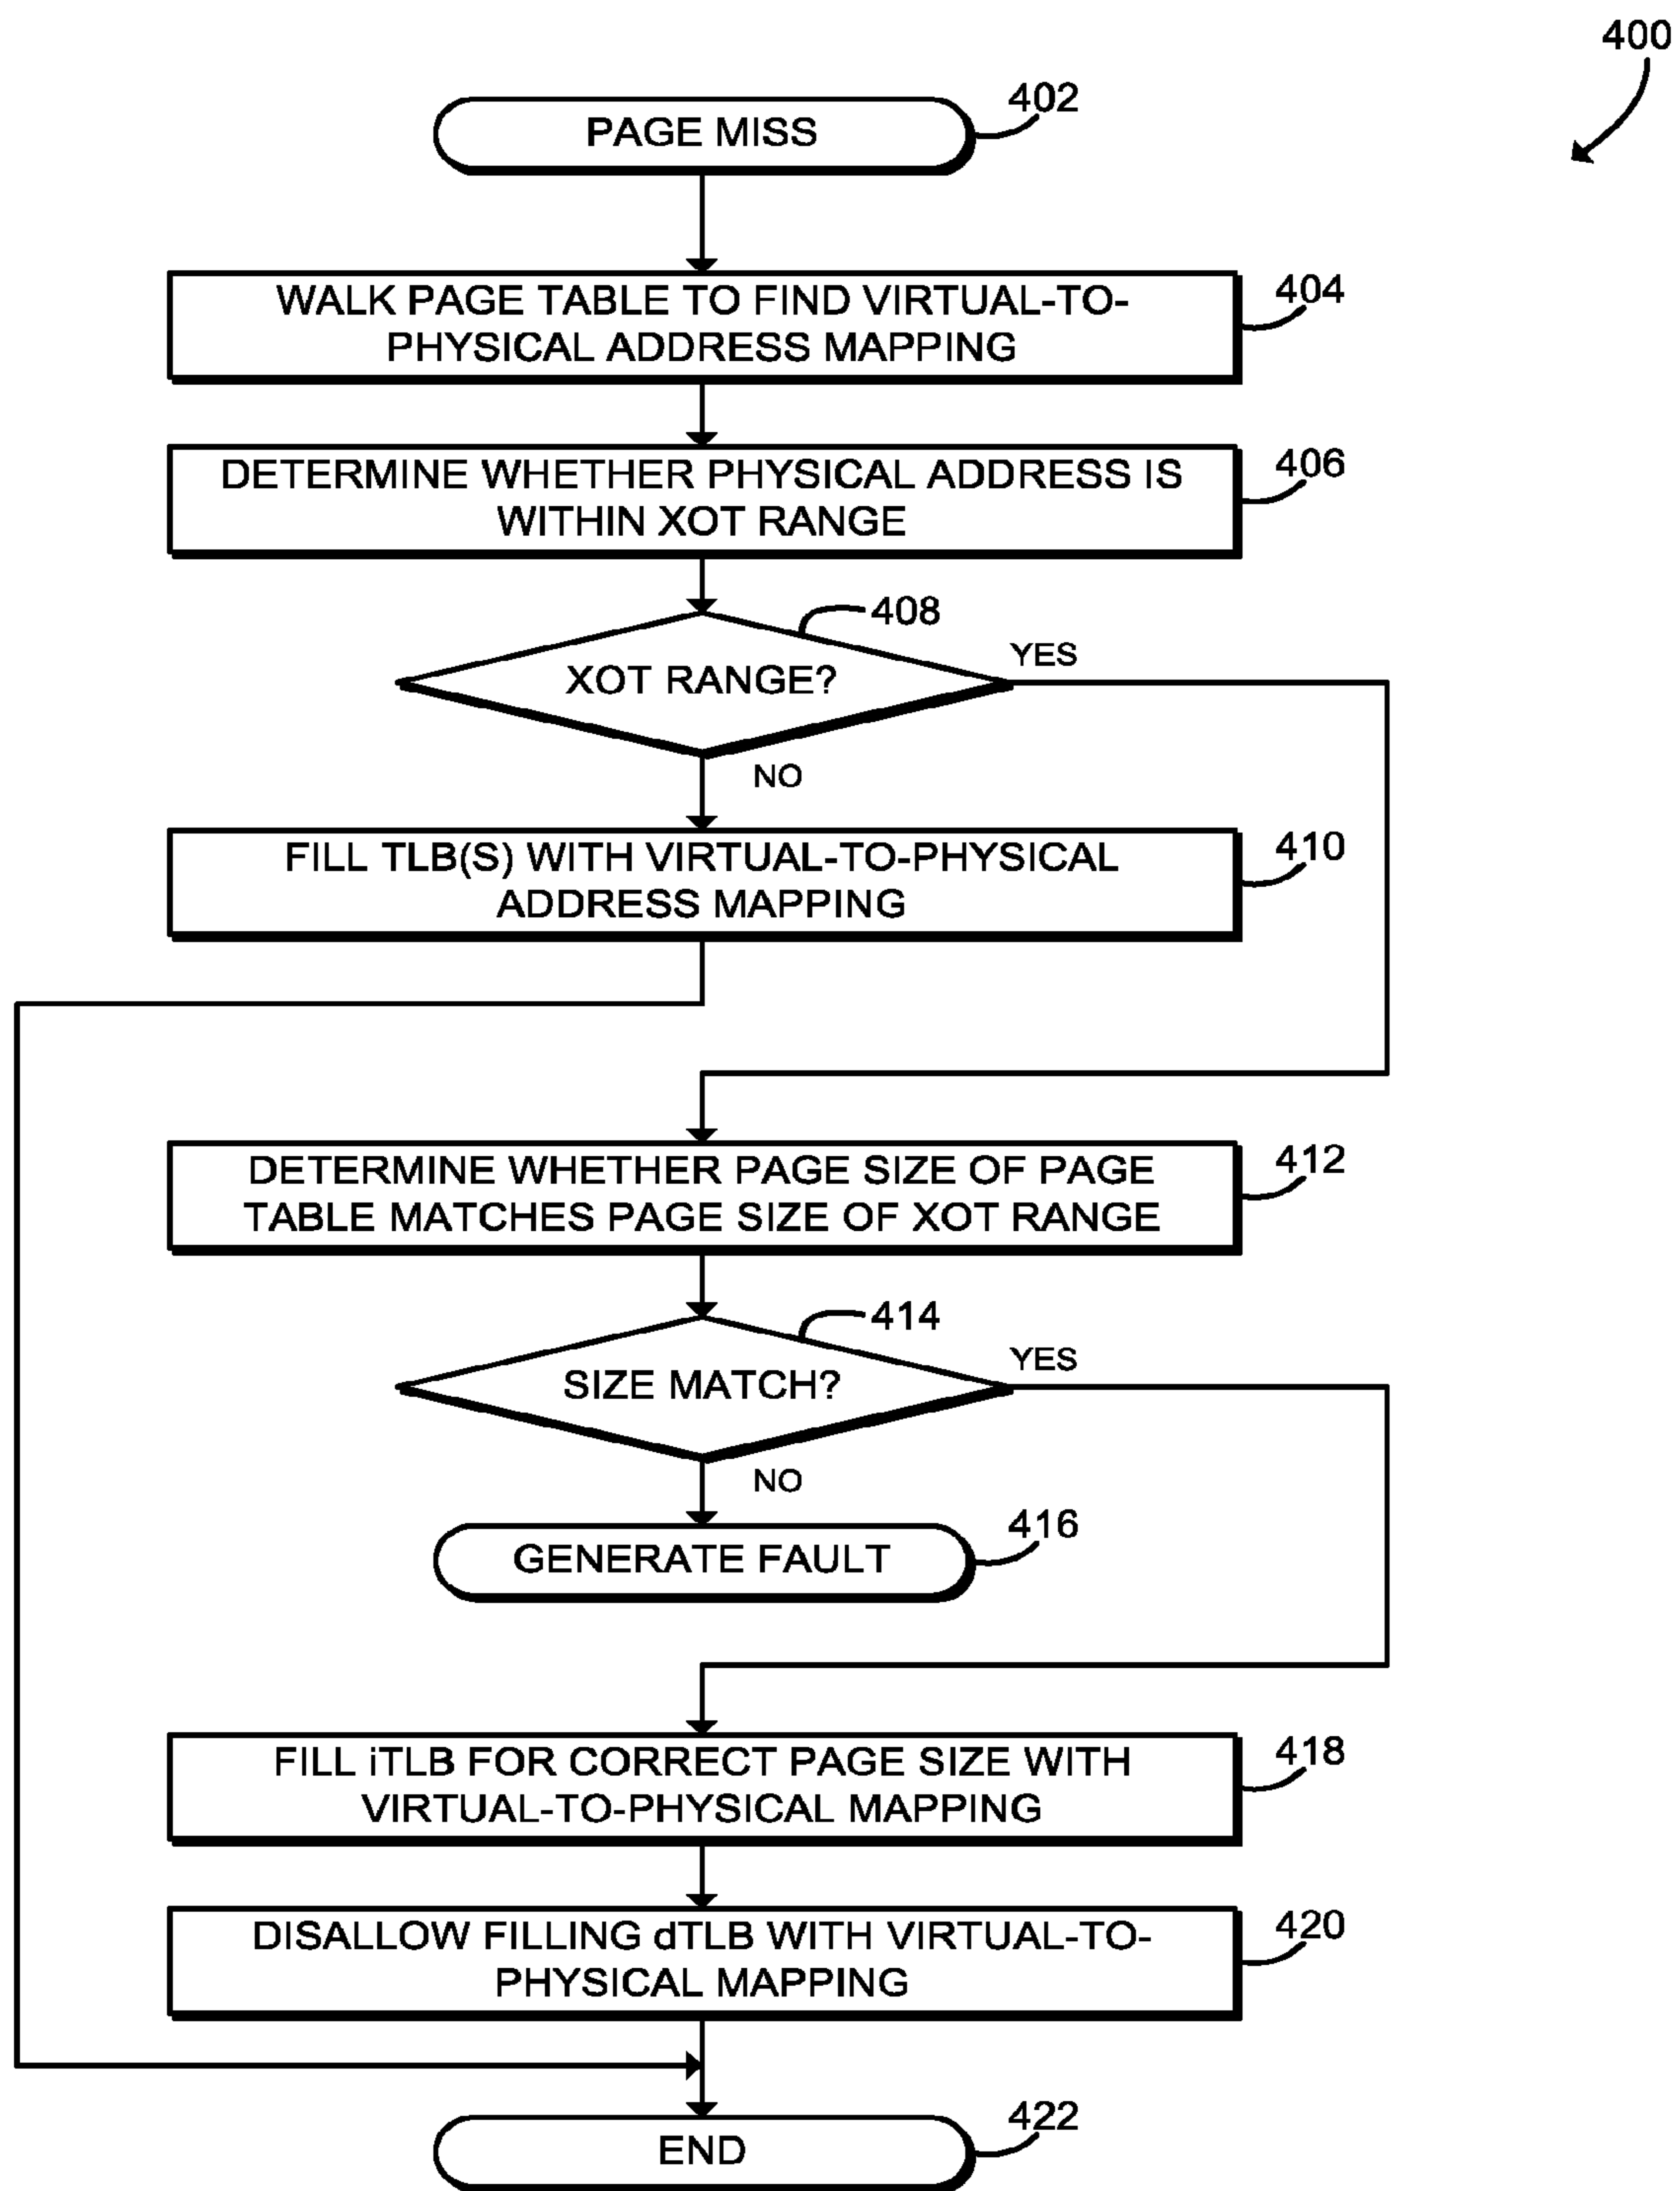 400
PAGE MISS
402
WALK PAGE TABLE TO FIND VIRTUAL-TO-
PHYSICAL ADDRESS MAPPING
404
DETERMINE WHETHER PHYSICAL ADDRESS IS
WITHIN XOT RANGE
406
408
XOT RANGE?
YES
NO
FILL TLB(S) WITH VIRTUAL-TO-PHYSICAL
ADDRESS MAPPING
410
DETERMINE WHETHER PAGE SIZE OF PAGE
TABLE MATCHES PAGE SIZE OF XOT RANGE
412
414
SIZE MATCH?
YES
NO
GENERATE FAULT
416
FILL iTLB FOR CORRECT PAGE SIZE WITH
VIRTUAL-TO-PHYSICAL MAPPING
418
DISALLOW FILLING dTLB WITH VIRTUAL-TO-
PHYSICAL MAPPING
420
END
422